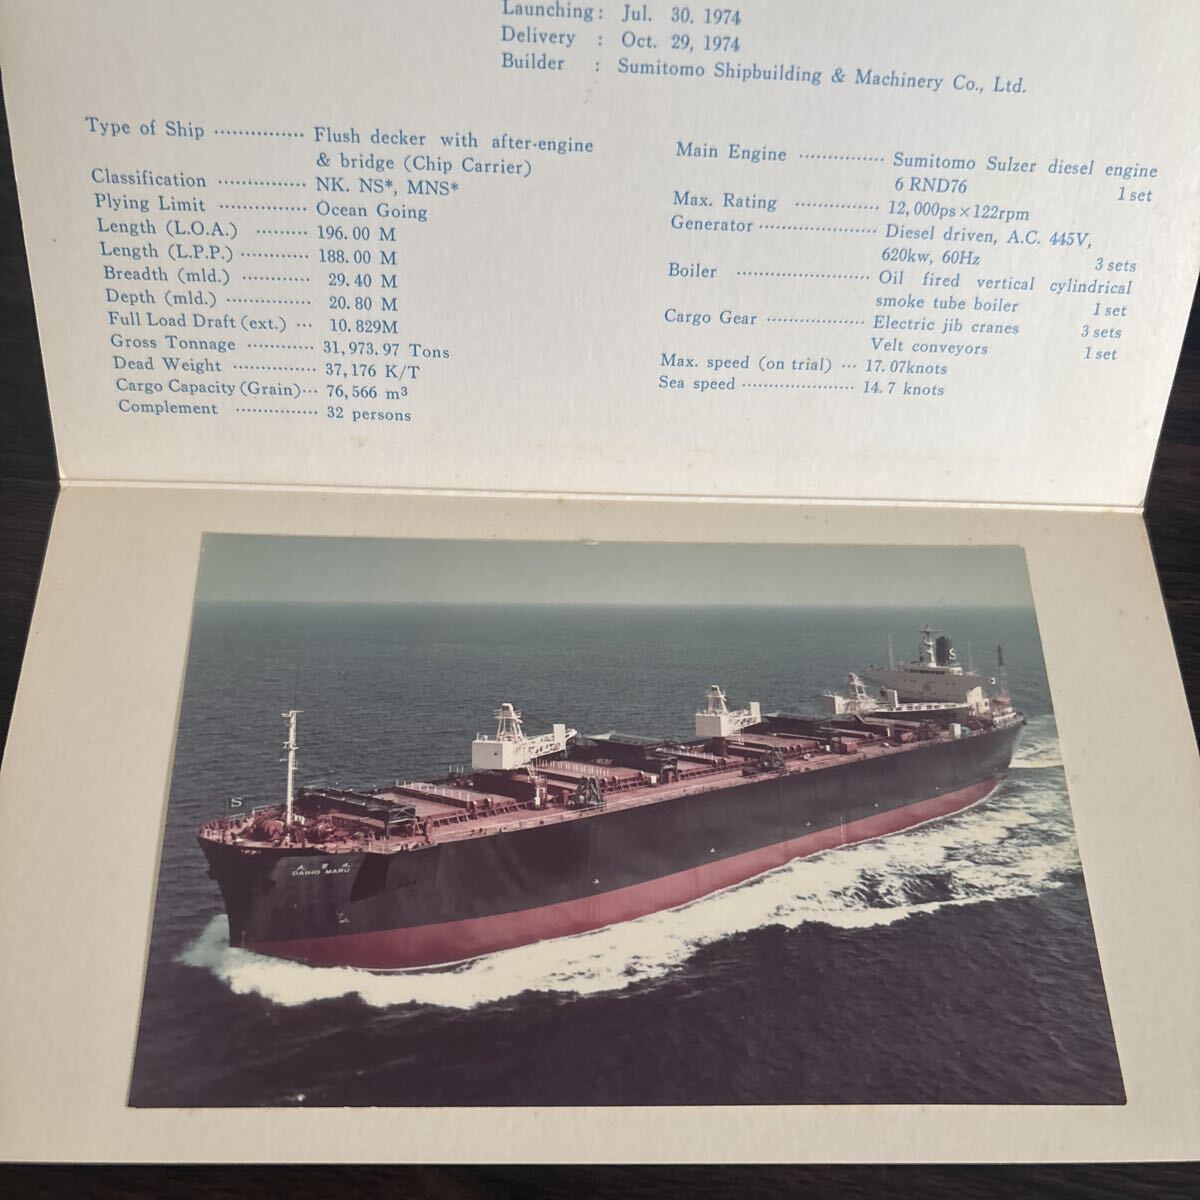 Launching : Jul. 30. 1974
Delivery : Oct. 29, 1974
Builder : Sumitomo Shipbuilding & Machinery Co., Ltd.
Type of Ship ··············· Flush decker with after-engine
& bridge (Chip Carrier)
Classification ··············· NK. NS*, MNS*
Plying Limit ··············· Ocean Going
Length (L.O.A.) ········· 196.00 M
Length (L.P.P.) ············ 188.00 M
Breadth (mld.) ············ 29.40 M
Depth (mld.) ··············· 20.80 M
Full Load Draft (ext.) ··· 10.829M
Gross Tonnage ············ 31,973.97 Tons
Dead Weight ··············· 37,176 K/T
Cargo Capacity (Grain)··· 76,566 m³
Complement ··············· 32 persons
Main Engine ··············· Sumitomo Sulzer diesel engine
6 RND76 1 set
Max. Rating ··············· 12,000ps×122rpm
Generator ····················· Diesel driven, A.C. 445V,
620kw, 60Hz 3 sets
Boiler ························ Oil fired vertical cylindrical
smoke tube boiler 1 set
Cargo Gear ·················· Electric jib cranes 3 sets
Velt conveyors 1 set
Max. speed (on trial) ··· 17.07knots
Sea speed ····················· 14.7 knots
S
S
大寶丸
DAIHO MARU